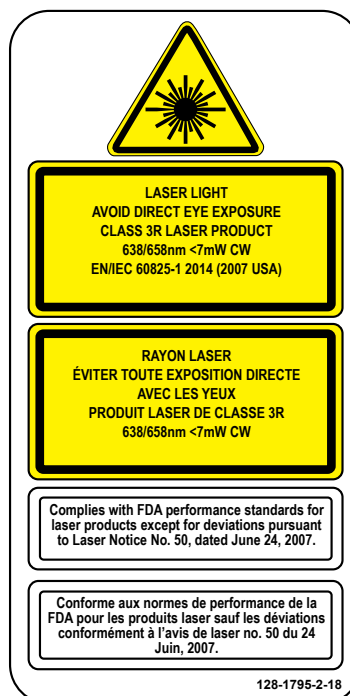 LASER LIGHT
AVOID DIRECT EYE EXPOSURE
CLASS 3R LASER PRODUCT
638/658nm <7mW CW
EN/IEC 60825-1 2014 (2007 USA)
RAYON LASER
ÉVITER TOUTE EXPOSITION DIRECTE
AVEC LES YEUX
PRODUIT LASER DE CLASSE 3R
638/658nm <7mW CW
Complies with FDA performance standards for
laser products except for deviations pursuant
to Laser Notice No. 50, dated June 24, 2007.
Conforme aux normes de performance de la
FDA pour les produits laser sauf les déviations
conformément à l'avis de laser no. 50 du 24
Juin, 2007.
128-1795-2-18